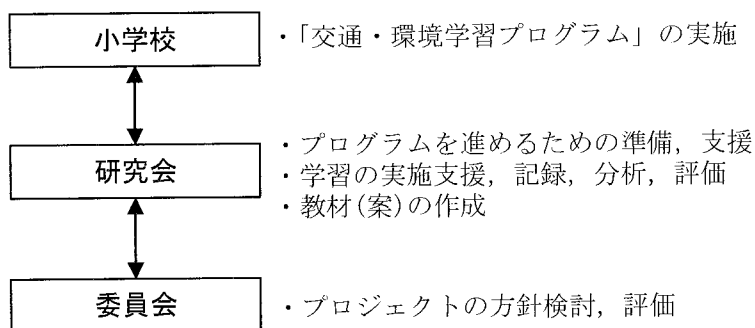 小学校
・「交通・環境学習プログラム」の実施
研究会
・プログラムを進めるための準備，支援
・学習の実施支援，記録，分析，評価
・教材(案)の作成
委員会
・プロジェクトの方針検討，評価